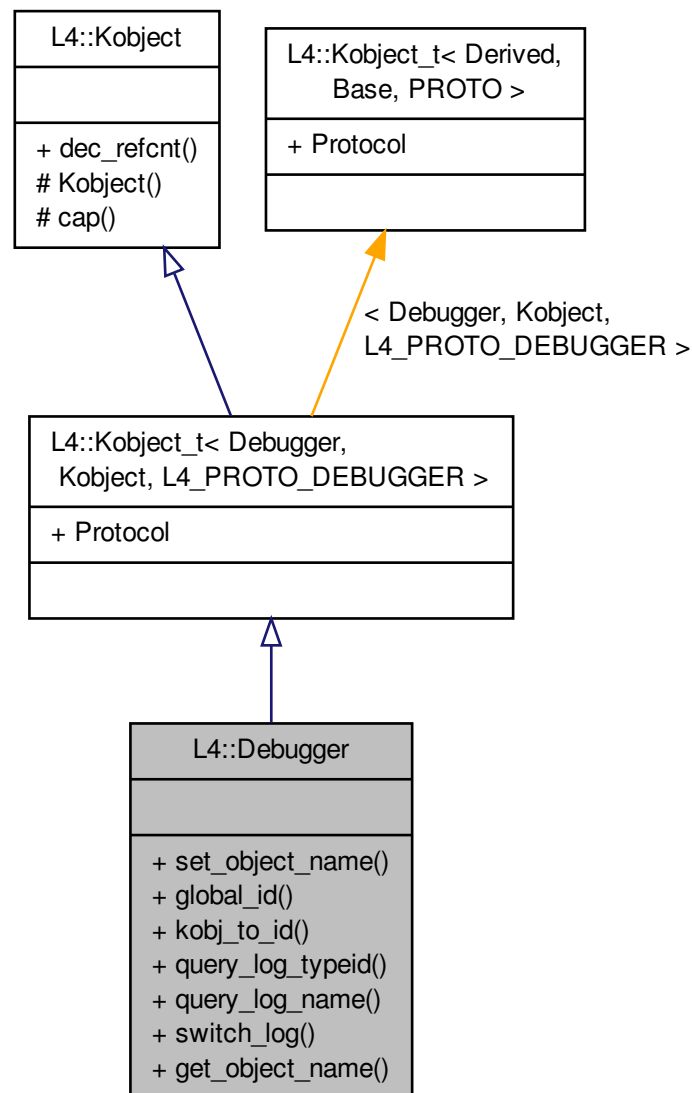 L4::Kobject
+ dec_refcnt()
# Kobject()
# cap()
L4::Kobject_t< Derived,
Base, PROTO >
+ Protocol
< Debugger, Kobject,
L4_PROTO_DEBUGGER >
L4::Kobject_t< Debugger,
Kobject, L4_PROTO_DEBUGGER >
+ Protocol
L4::Debugger
+ set_object_name()
+ global_id()
+ kobj_to_id()
+ query_log_typeid()
+ query_log_name()
+ switch_log()
+ get_object_name()